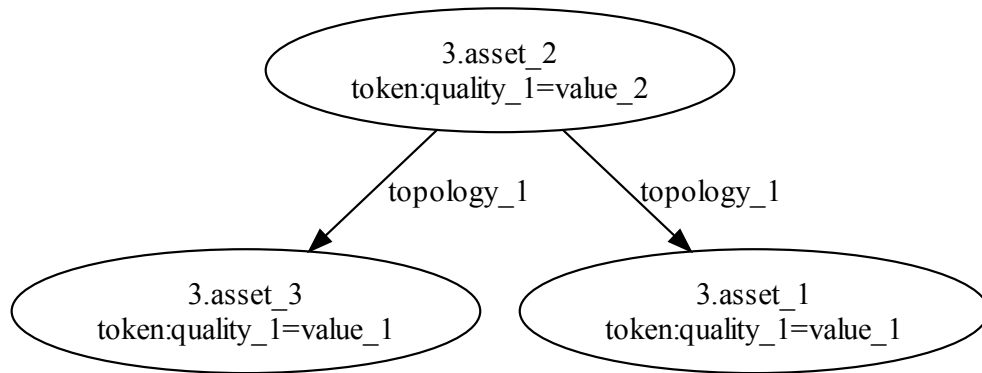 3.asset_2
token:quality_1=value_2
topology_1
topology_1
3.asset_3
token:quality_1=value_1
3.asset_1
token:quality_1=value_1